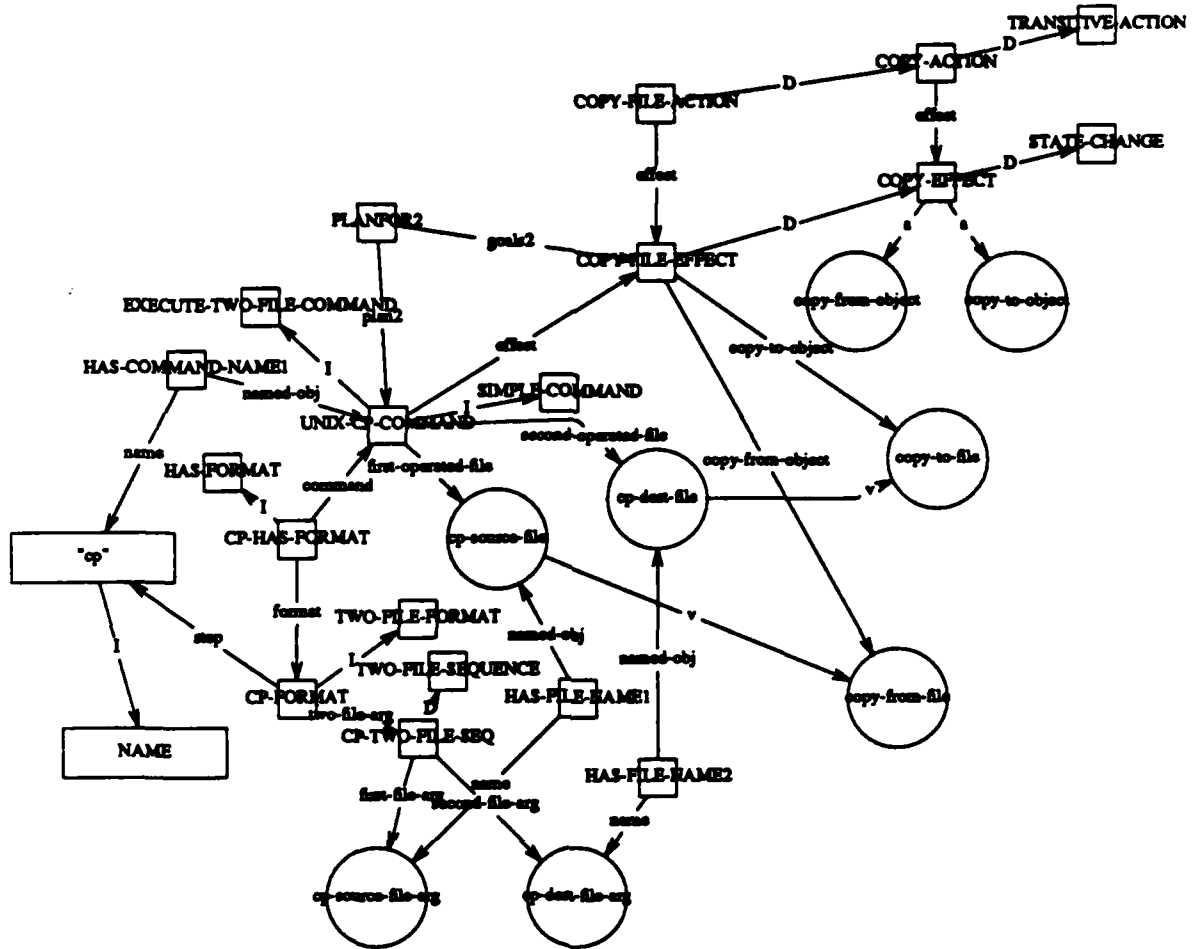 TRANSITIVE-ACTION
D
COPY-ACTION
D
COPY-FILE-ACTION
effect
STATE-CHANGE
D
effect
COPY-EFFECT
D
PLANFOR2
goals2
COPY-FILE-EFFECT
a
a
copy-from-object
copy-to-object
EXECUTE-TWO-FILE-COMMAND
plan2
effect
copy-to-object
HAS-COMMAND-NAME1
I
named-obj
SIMPLE-COMMAND
I
UNIX-CP-COMMAND
second-operated-file
name
first-operated-file
copy-from-object
copy-to-file
HAS-FORMAT
command
cp-dest-file
v
I
CP-HAS-FORMAT
cp-source-file
"cp"
format
TWO-FILE-FORMAT
v
step
named-obj
I
I
named-obj
TWO-FILE-SEQUENCE
CP-FORMAT
HAS-FILE-NAME1
copy-from-file
two-file-arg
D
CP-TWO-FILE-SEQ
NAME
HAS-FILE-NAME2
name
first-file-arg
second-file-arg
name
cp-source-file-arg
cp-dest-file-arg